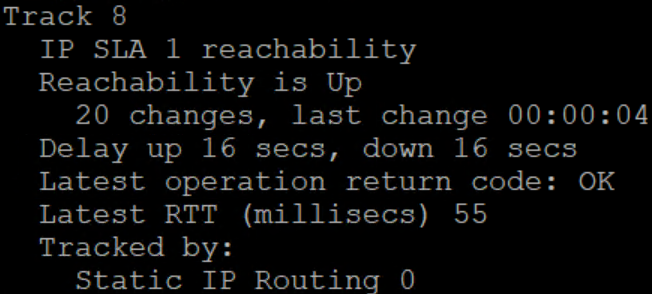 Track 8
IP SLA 1 reachability
Reachability is Up
20 changes, last change 00:00:04
Delay up 16 secs, down 16 secs
Latest operation return code: OK
Latest RTT (millisecs) 55
Tracked by:
Static IP Routing 0